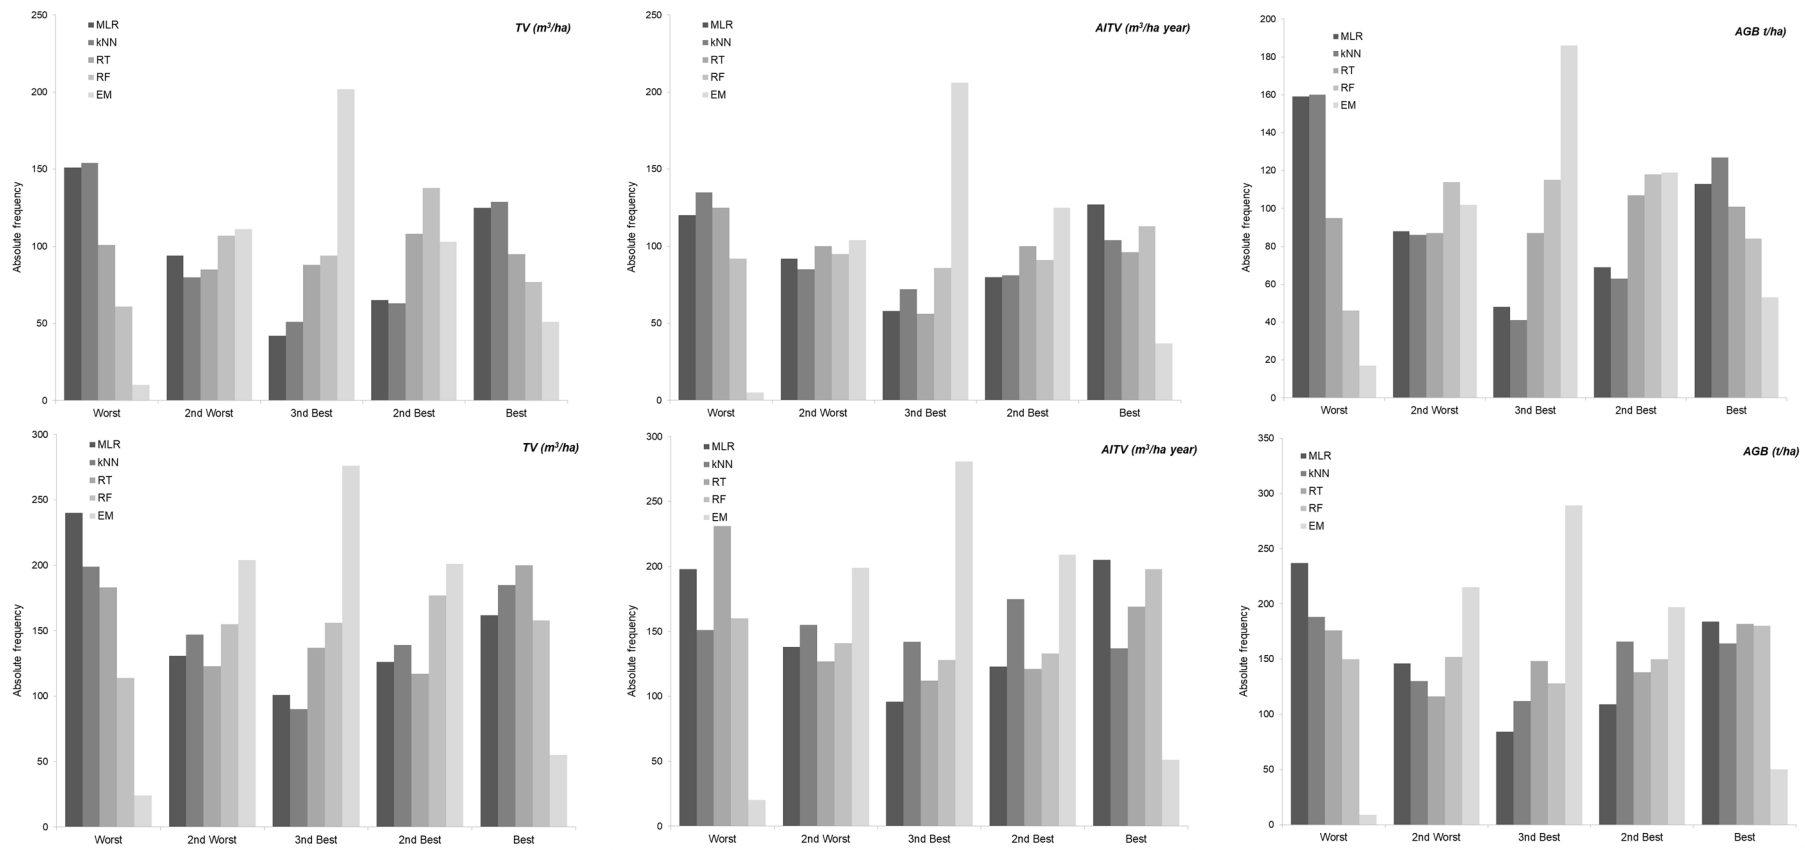 TV (m³/ha)
MLR
kNN
RT
RF
EM
Absolute frequency
250
200
150
100
50
0
Worst
2nd Worst
3nd Best
2nd Best
Best
AITV (m³/ha year)
MLR
kNN
RT
RF
EM
Absolute frequency
250
200
150
100
50
0
Worst
2nd Worst
3nd Best
2nd Best
Best
AGB t/ha)
MLR
kNN
RT
RF
EM
Absolute frequency
200
180
160
140
120
100
80
60
40
20
0
Worst
2nd Worst
3nd Best
2nd Best
Best
TV (m³/ha)
MLR
kNN
RT
RF
EM
Absolute frequency
300
250
200
150
100
50
0
Worst
2nd Worst
3nd Best
2nd Best
Best
AITV (m³/ha year)
MLR
kNN
RT
RF
EM
Absolute frequency
300
250
200
150
100
50
0
Worst
2nd Worst
3nd Best
2nd Best
Best
AGB (t/ha)
MLR
kNN
RT
RF
EM
Absolute frequency
350
300
250
200
150
100
50
0
Worst
2nd Worst
3nd Best
2nd Best
Best